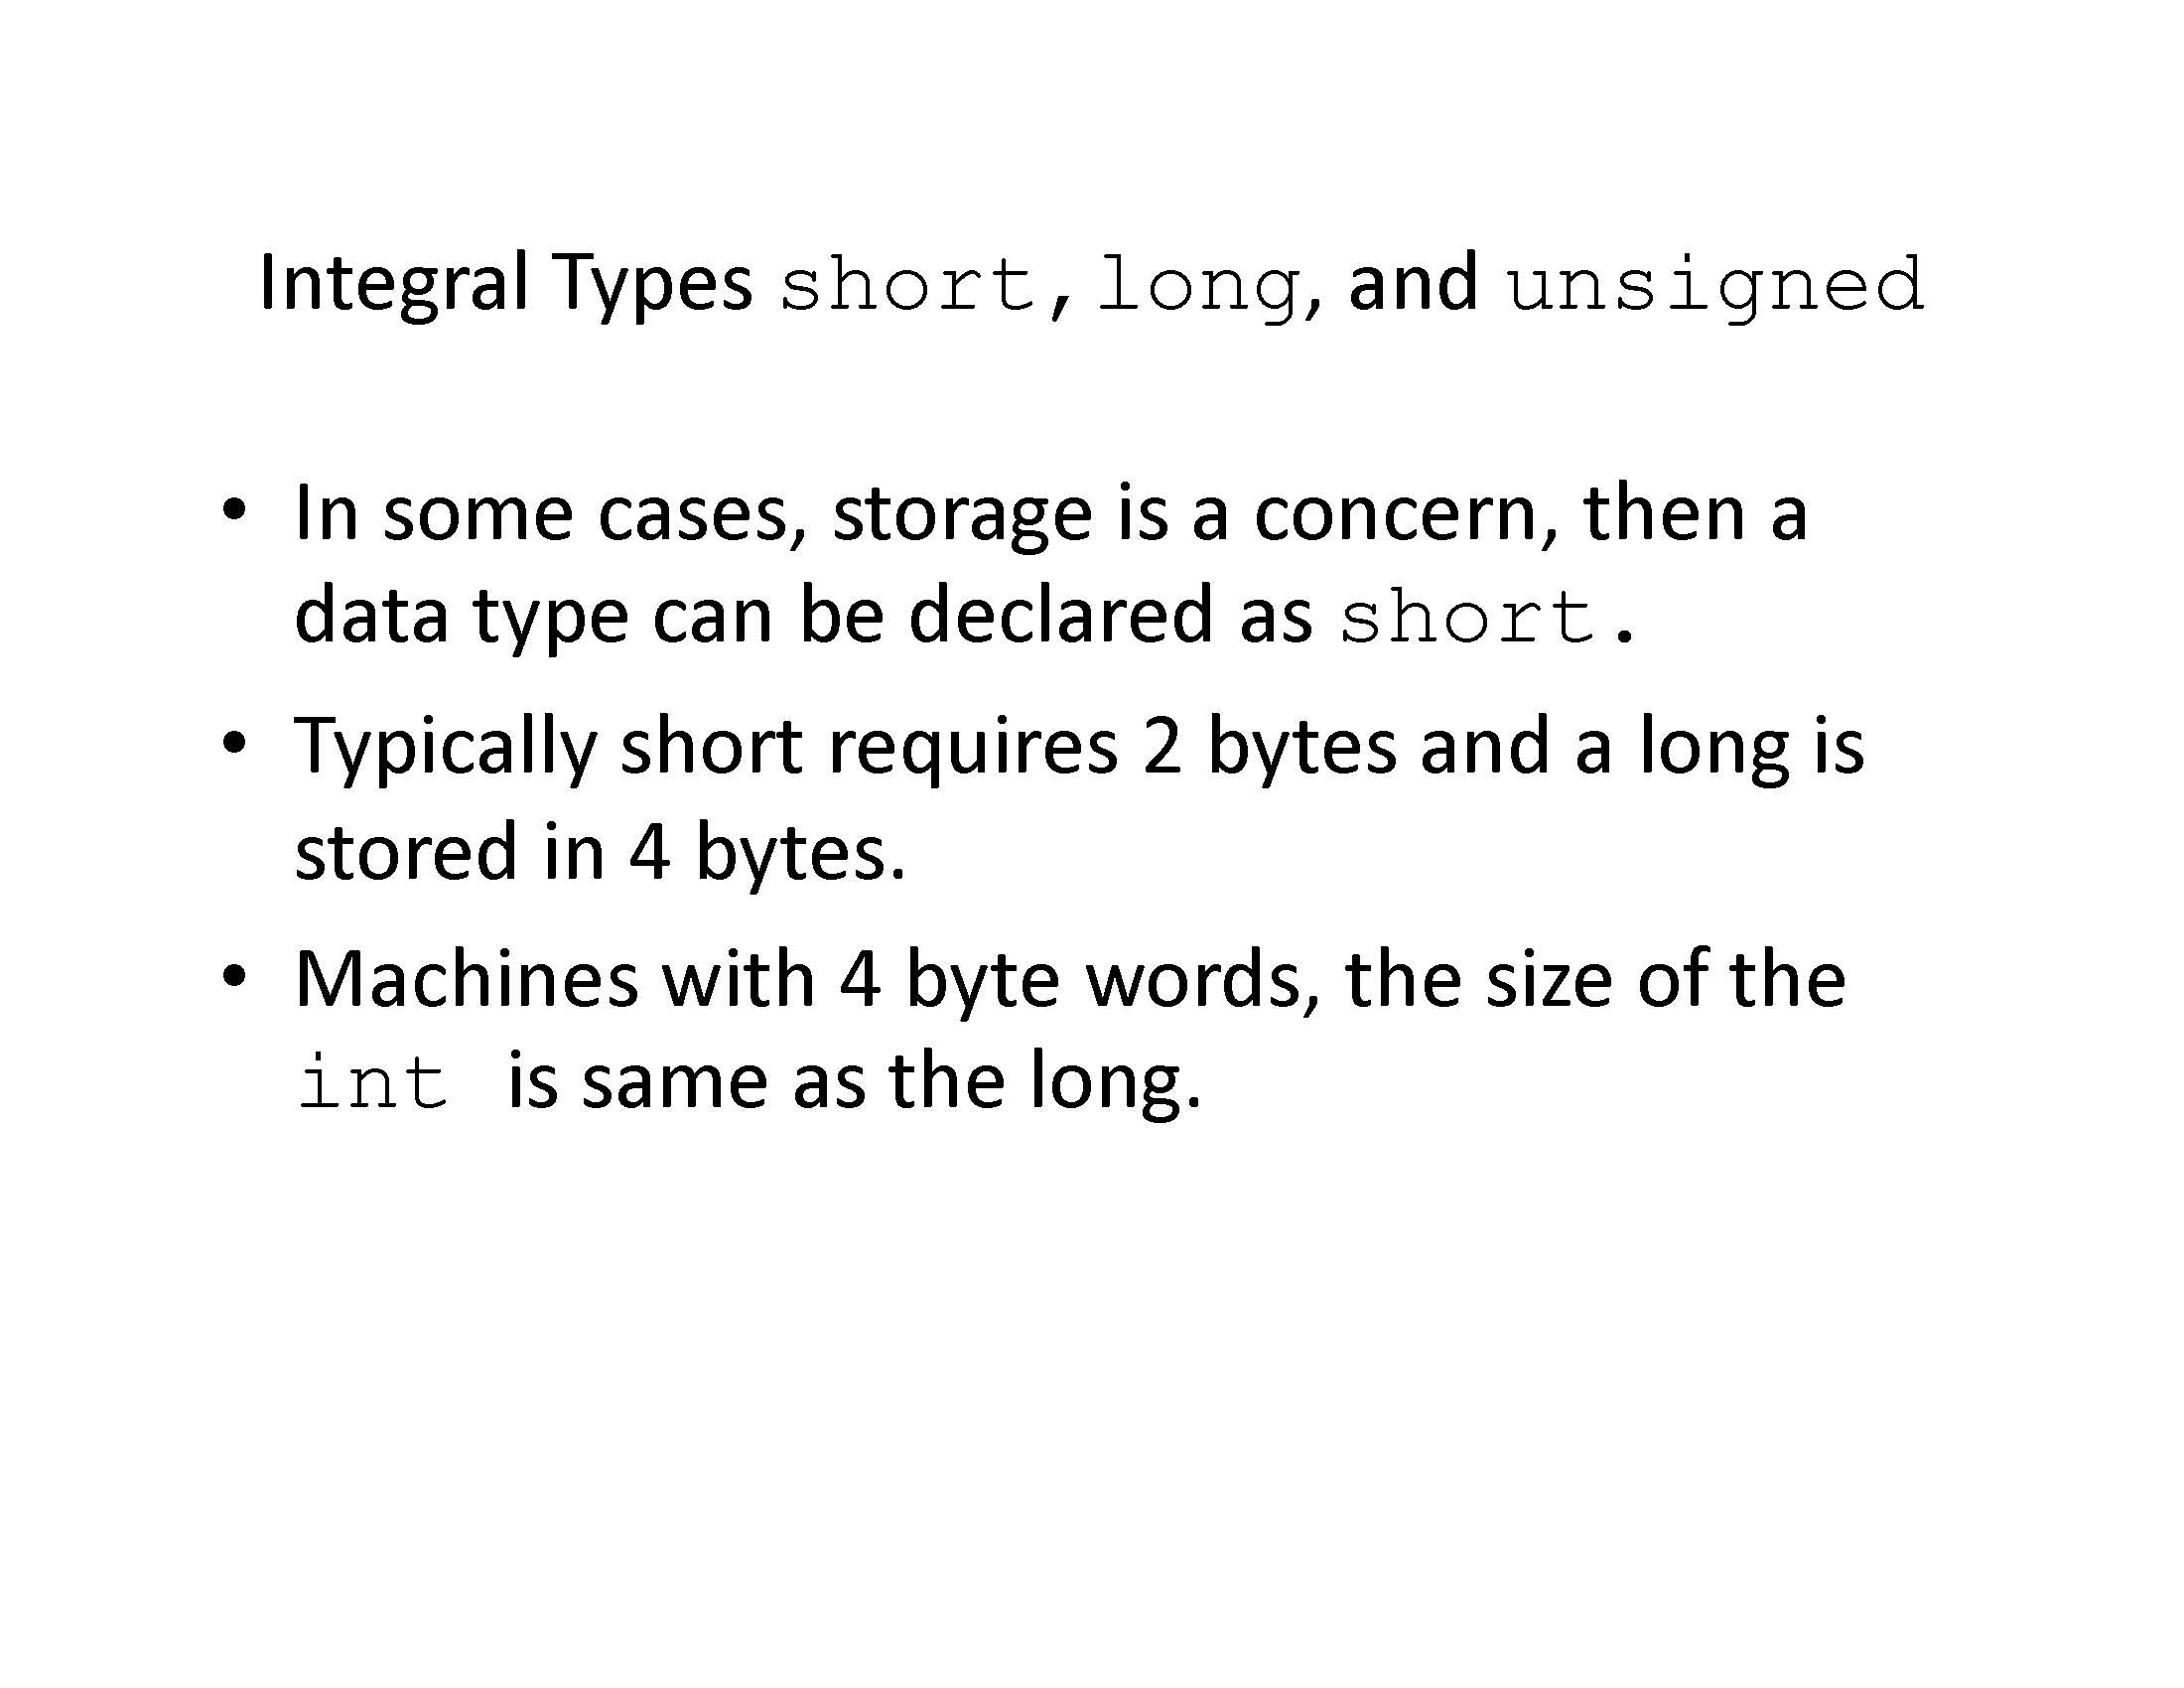 Integral Types short, long, and unsigned
• In some cases, storage is a concern, then a
data type can be declared as short.
• Typically short requires 2 bytes and a long is
stored in 4 bytes.
• Machines with 4 byte words, the size of the
int is same as the long.